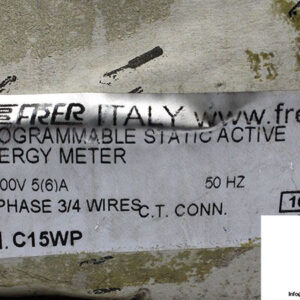 FRER ITALY www.fre
OGRAMMABLE STATIC ACTIVE
ERGY METER
00V 5(6)A 50 HZ
PHASE 3/4 WIRES C.T. CONN.
C15WP